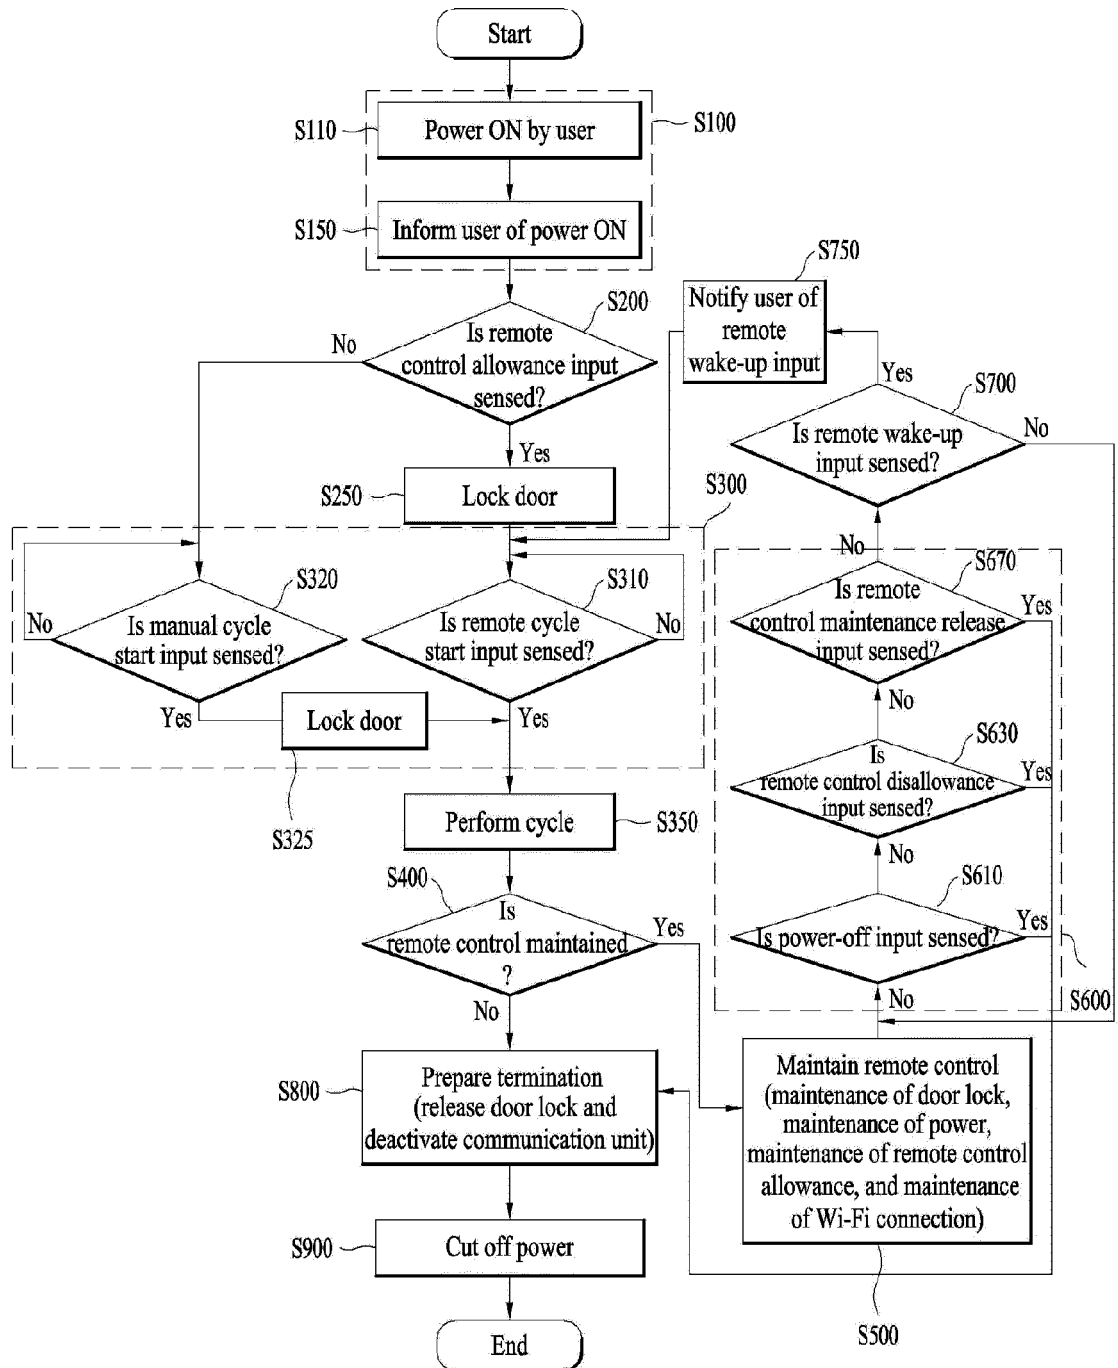 Start
S110
Power ON by user
S100
S150
Inform user of power ON
S750
Notify user of
remote
wake-up input
S200
Is remote
control allowance input
sensed?
No
Yes
S250
Lock door
S700
Is remote wake-up
input sensed?
Yes
No
S300
S320
Is manual cycle
start input sensed?
No
Yes
S310
Is remote cycle
start input sensed?
No
Yes
Lock door
S325
No
S670
Is remote
control maintenance release
input sensed?
Yes
No
S630
Is
remote control disallowance
input sensed?
Yes
No
S610
Is power-off input sensed?
Yes
No
S600
Perform cycle
S350
S400
Is
remote control maintained
?
Yes
No
S800
Prepare termination
(release door lock and
deactivate communication unit)
Maintain remote control
(maintenance of door lock,
maintenance of power,
maintenance of remote control
allowance, and maintenance
of Wi-Fi connection)
S500
S900
Cut off power
End